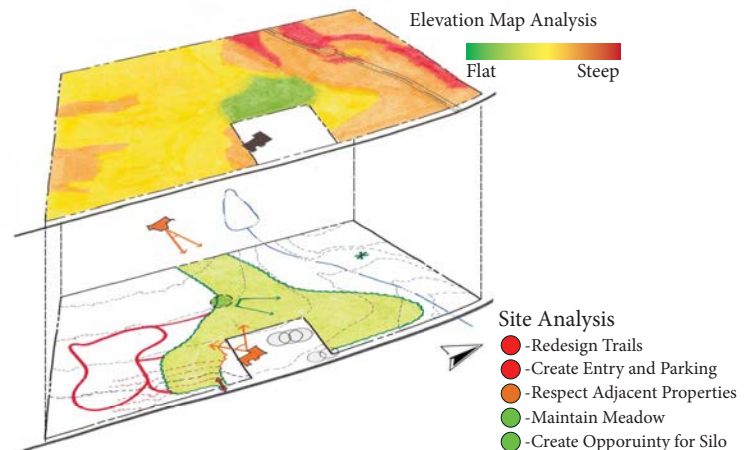 Elevation Map Analysis
Flat Steep
Site Analysis
-Redesign Trails
-Create Entry and Parking
-Respect Adjacent Properties
-Maintain Meadow
-Create Opporuinty for Silo